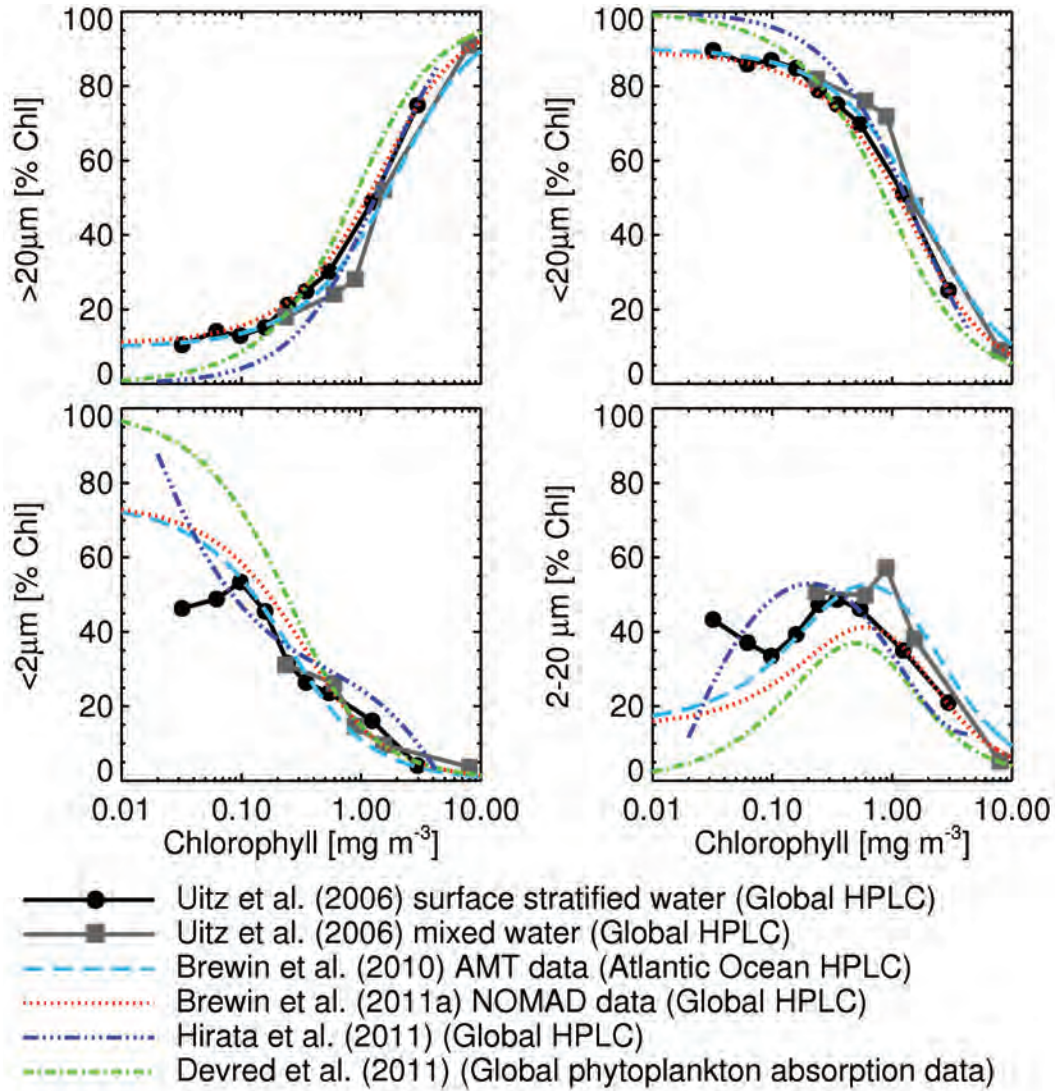 100
80
60
40
20
0
>20µm [% Chl]
100
80
60
40
20
0
<20µm [% Chl]
100
80
60
40
20
0
<2µm [% Chl]
0.01 0.10 1.00 10.00
Chlorophyll [mg m⁻³]
100
80
60
40
20
0
2-20 µm [% Chl]
0.01 0.10 1.00 10.00
Chlorophyll [mg m⁻³]
Uitz et al. (2006) surface stratified water (Global HPLC)
Uitz et al. (2006) mixed water (Global HPLC)
Brewin et al. (2010) AMT data (Atlantic Ocean HPLC)
Brewin et al. (2011a) NOMAD data (Global HPLC)
Hirata et al. (2011) (Global HPLC)
Devred et al. (2011) (Global phytoplankton absorption data)